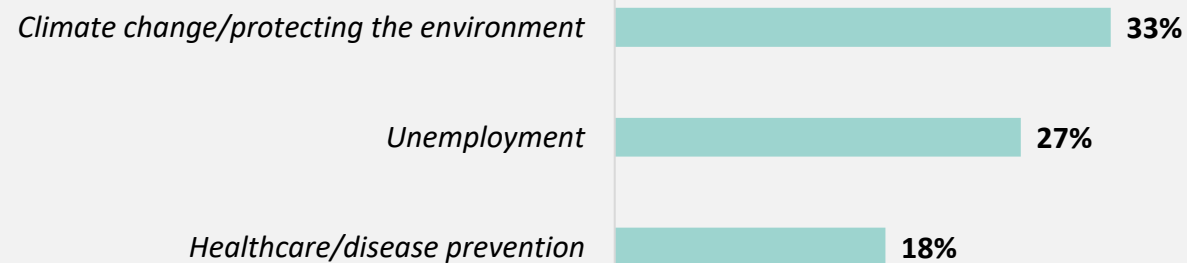 Climate change/protecting the environment 33%
Unemployment 27%
Healthcare/disease prevention 18%